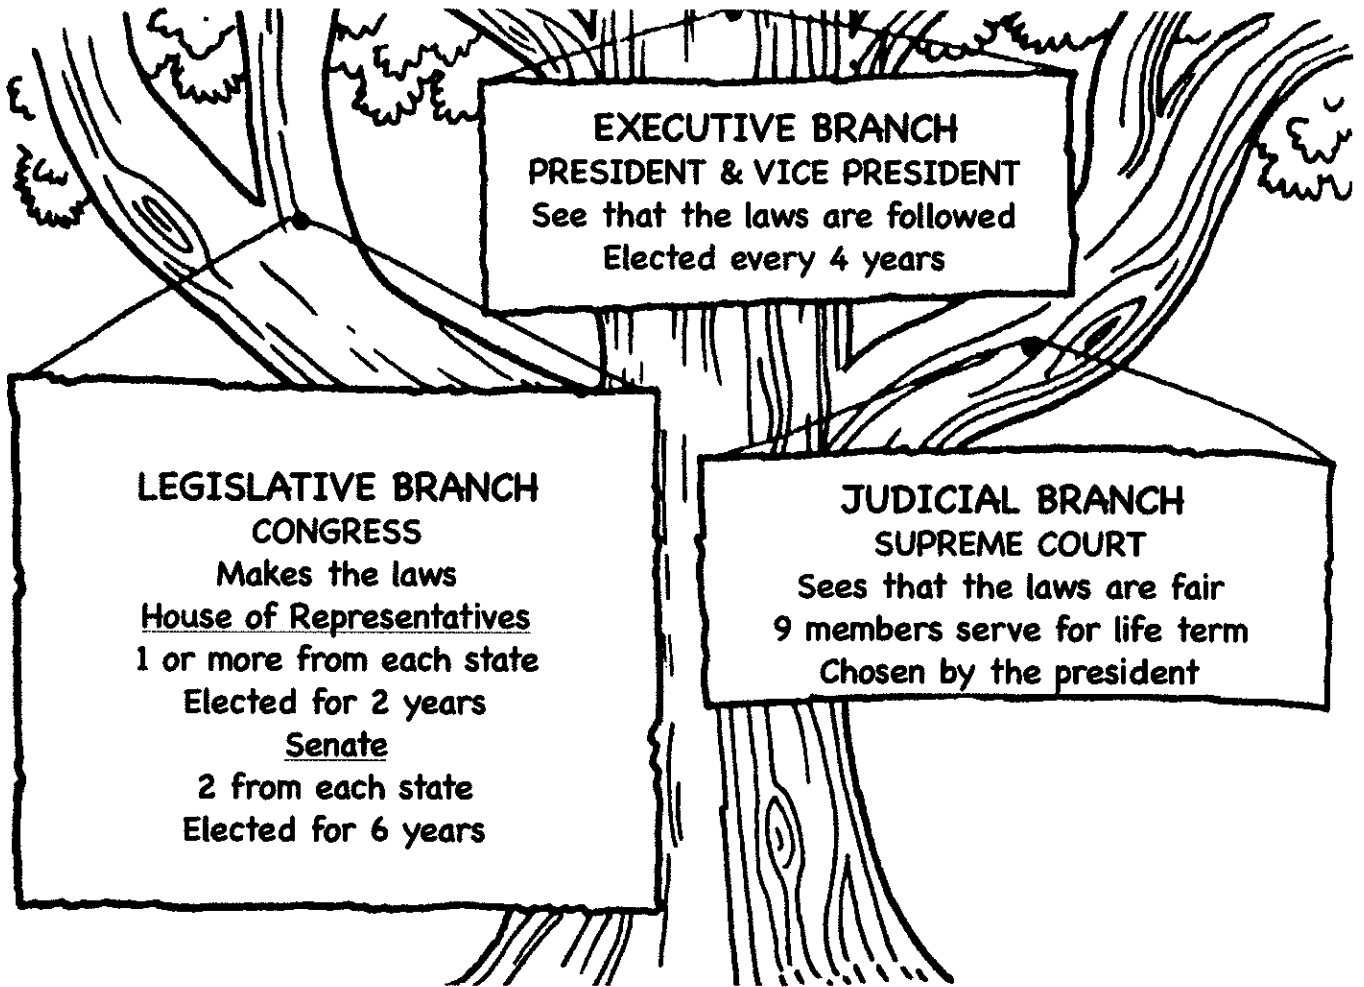 EXECUTIVE BRANCH
PRESIDENT & VICE PRESIDENT
See that the laws are followed
Elected every 4 years
LEGISLATIVE BRANCH
CONGRESS
Makes the laws
House of Representatives
1 or more from each state
Elected for 2 years
Senate
2 from each state
Elected for 6 years
JUDICIAL BRANCH
SUPREME COURT
Sees that the laws are fair
9 members serve for life term
Chosen by the president